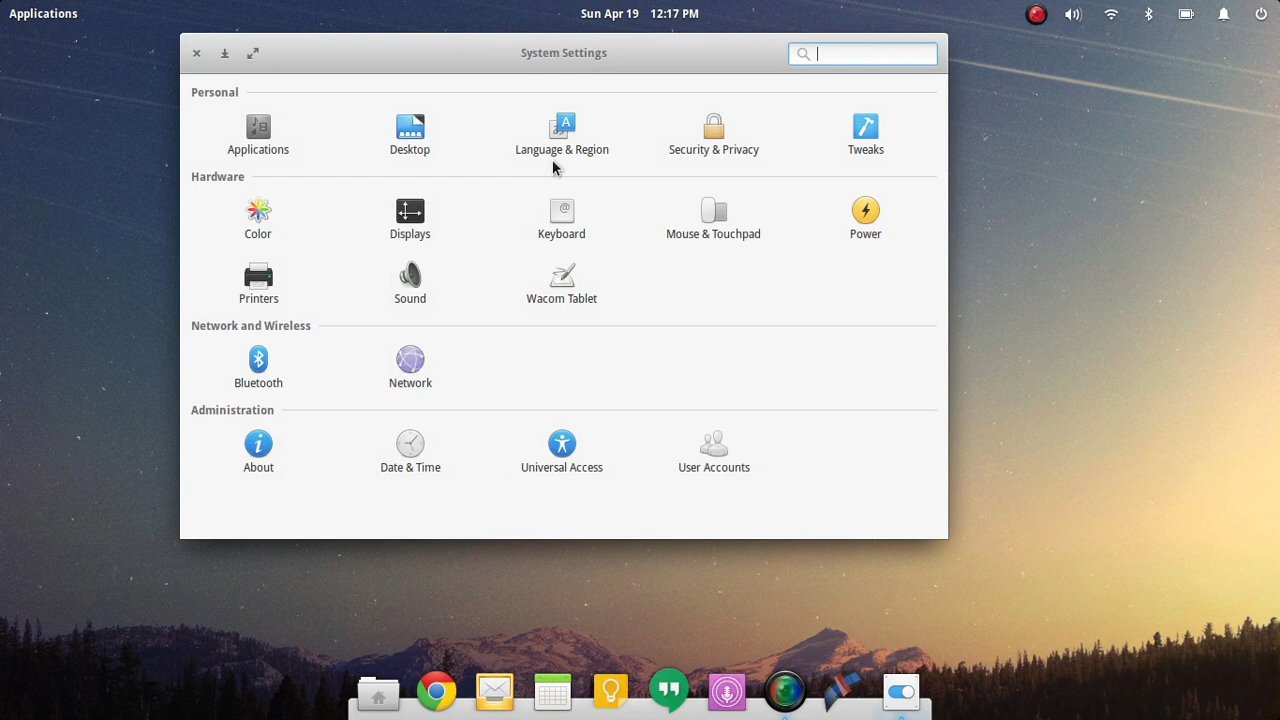 Applications
Sun Apr 19 12:17 PM
System Settings
Personal
Applications Desktop Language & Region Security & Privacy Tweaks
Hardware
Color Displays Keyboard Mouse & Touchpad Power
Printers Sound Wacom Tablet
Network and Wireless
Bluetooth Network
Administration
About Date & Time Universal Access User Accounts